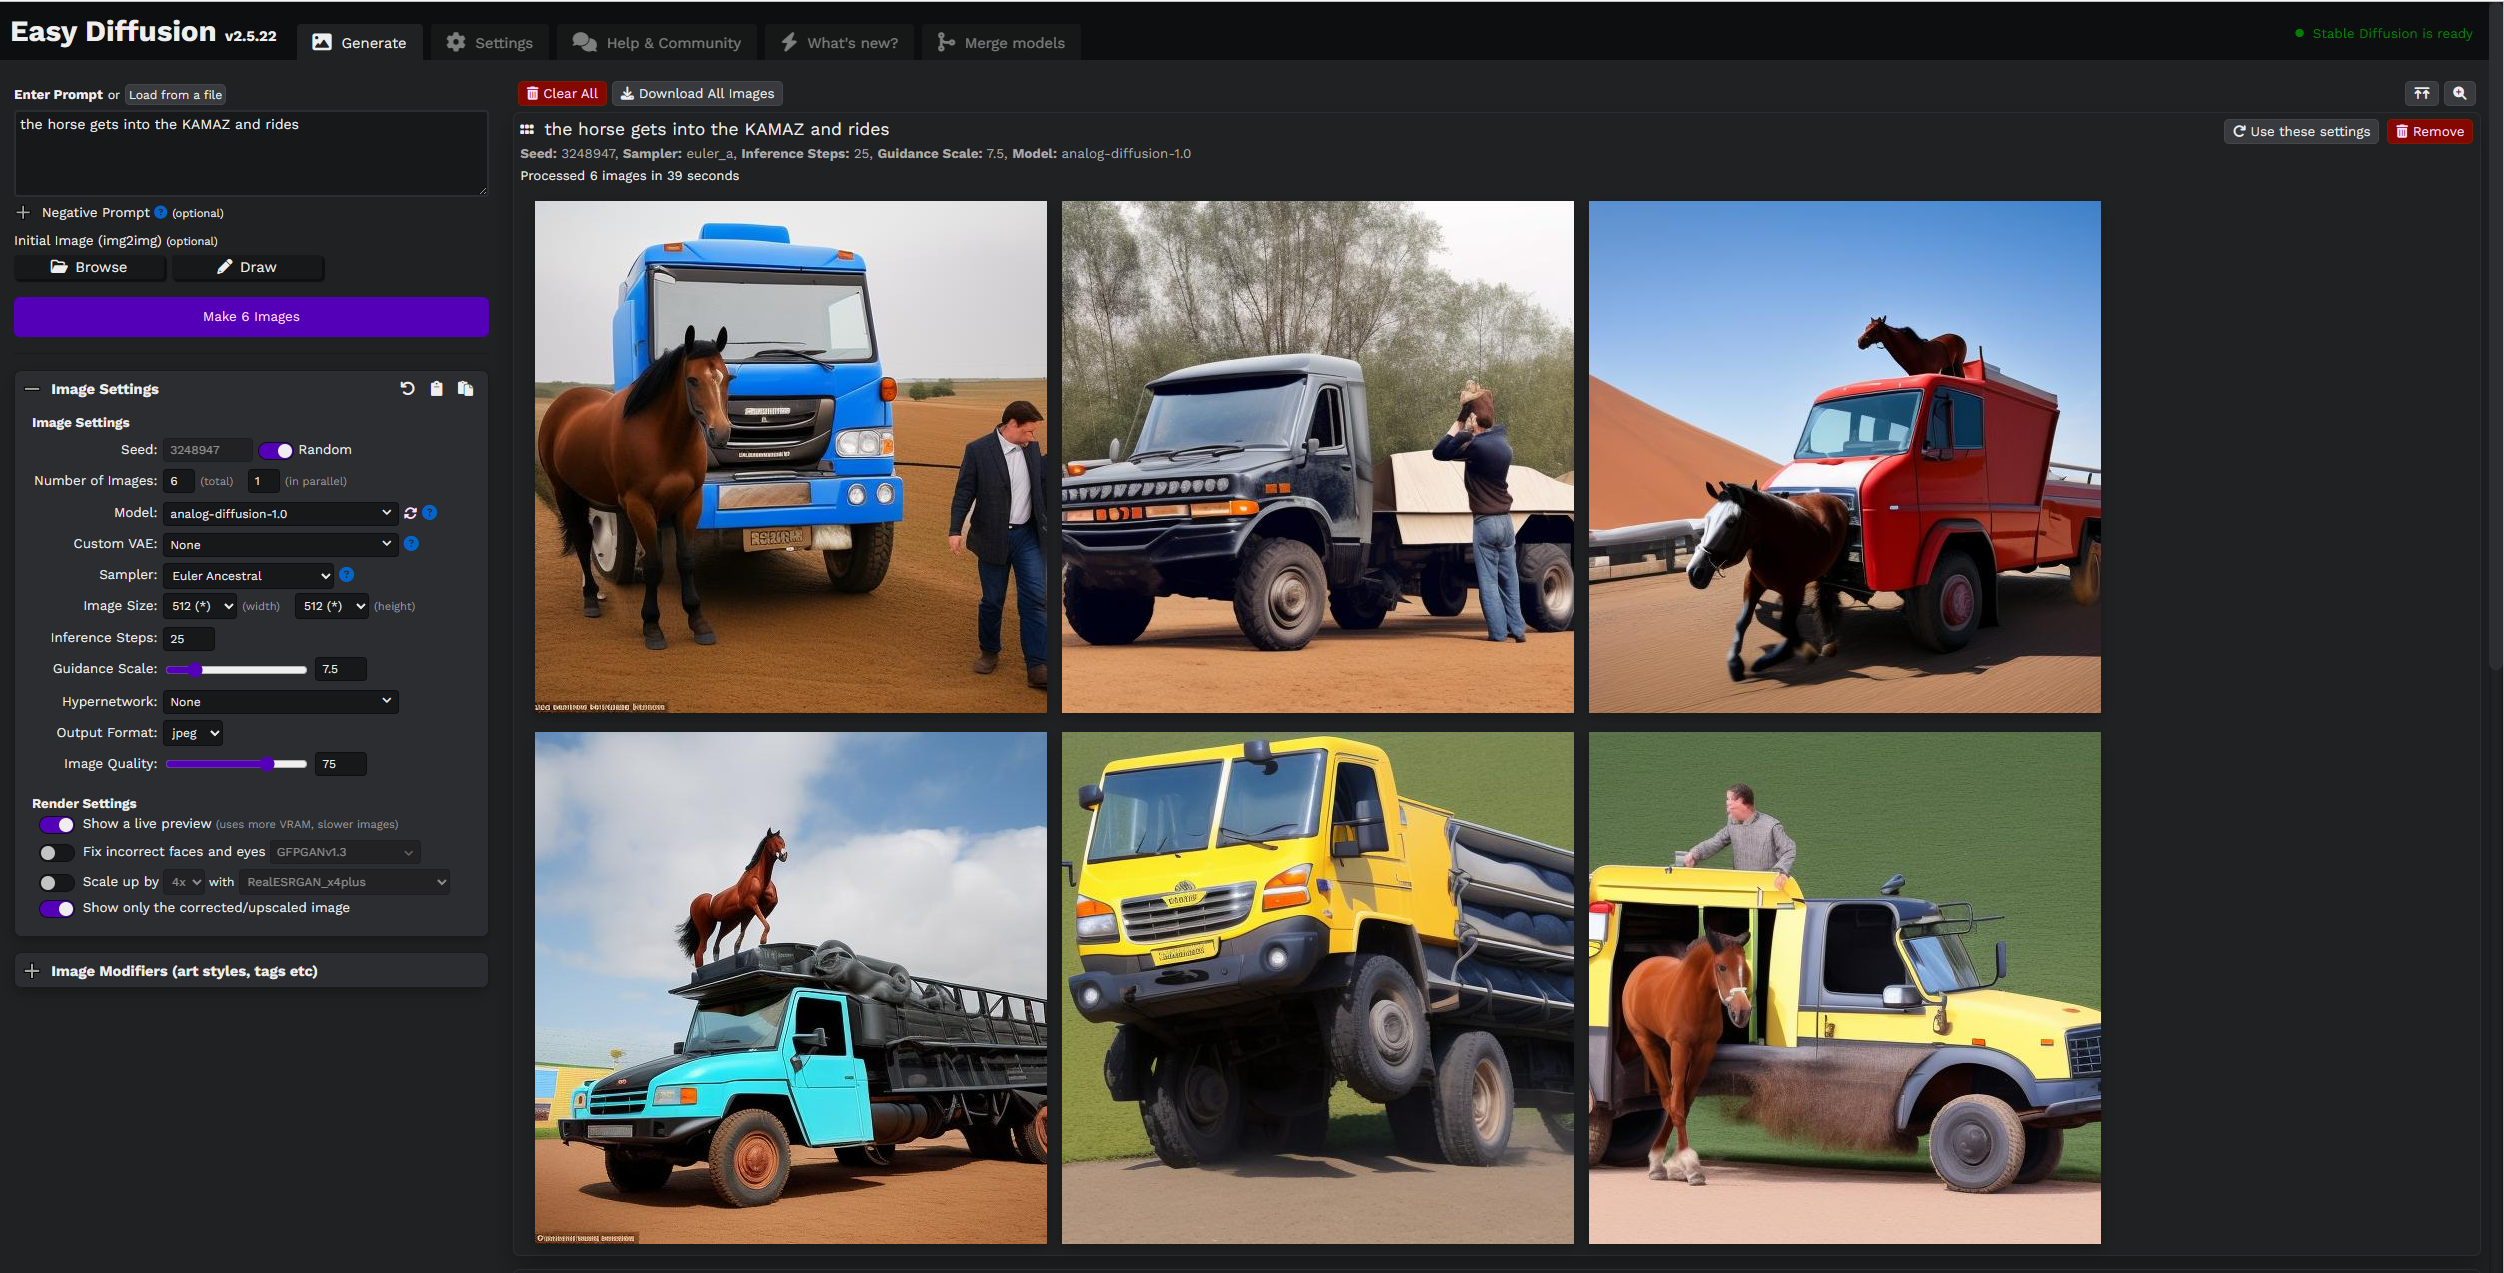 Easy Diffusion v2.5.22
Generate
Settings
Help & Community
What's new?
Merge models
Stable Diffusion is ready
Enter Prompt or Load from a file
the horse gets into the KAMAZ and rides
Negative Prompt ? (optional)
Initial Image (img2img) (optional)
Browse
Draw
Make 6 Images
Image Settings
Image Settings
Seed: 3248947 Random
Number of Images: 6 (total) 1 (in parallel)
Model: analog-diffusion-1.0 ?
Custom VAE: None ?
Sampler: Euler Ancestral ?
Image Size: 512 (*) (width) 512 (*) (height)
Inference Steps: 25
Guidance Scale: 7.5
Hypernetwork: None
Output Format: jpeg
Image Quality: 75
Render Settings
Show a live preview (uses more VRAM, slower images)
Fix incorrect faces and eyes GFPGANv1.3
Scale up by 4x with RealESRGAN_x4plus
Show only the corrected/upscaled image
Image Modifiers (art styles, tags etc)
Clear All
Download All Images
the horse gets into the KAMAZ and rides
Use these settings
Remove
Seed: 3248947, Sampler: euler_a, Inference Steps: 25, Guidance Scale: 7.5, Model: analog-diffusion-1.0
Processed 6 images in 39 seconds